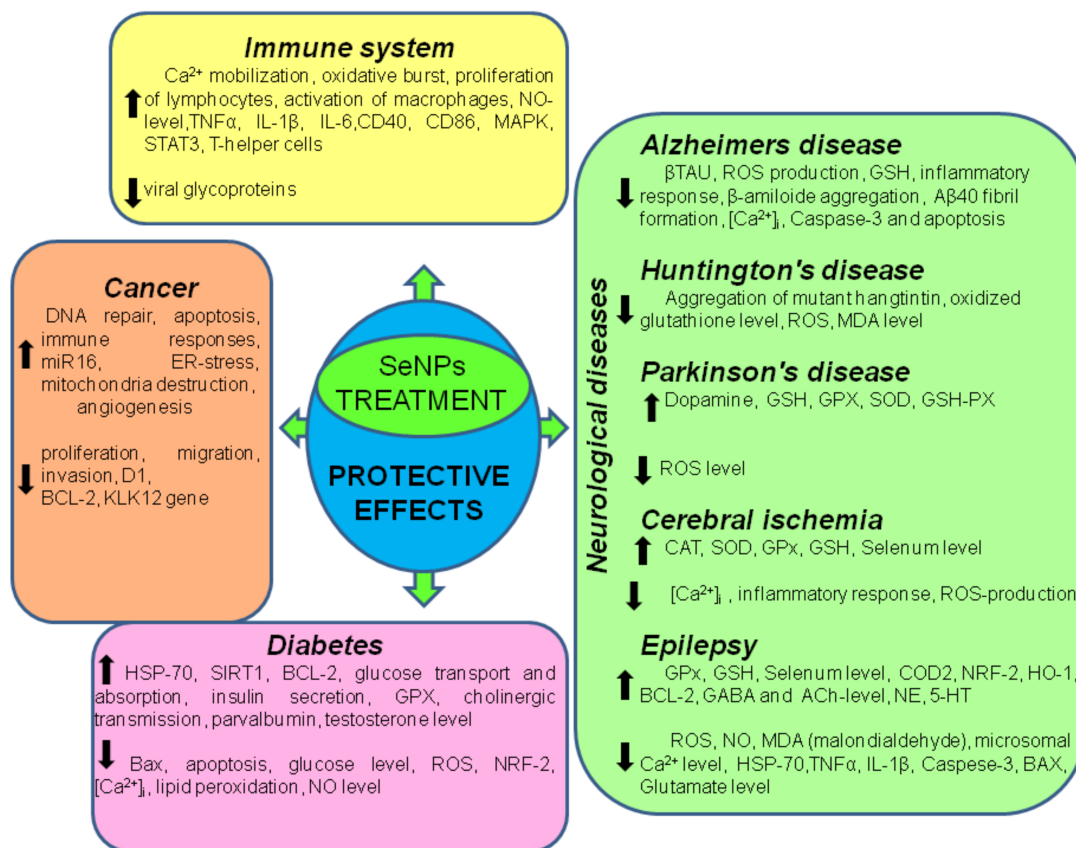 Immune system
Ca²⁺ mobilization, oxidative burst, proliferation
of lymphocytes, activation of macrophages, NO-
level,TNFα, IL-1β, IL-6,CD40, CD86, MAPK,
STAT3, T-helper cells
viral glycoproteins
Cancer
DNA repair, apoptosis,
immune responses,
miR16, ER-stress,
mitochondria destruction,
angiogenesis
proliferation, migration,
invasion, D1,
BCL-2, KLK12 gene
SeNPs
TREATMENT
PROTECTIVE
EFFECTS
Diabetes
HSP-70, SIRT1, BCL-2, glucose transport and
absorption, insulin secretion, GPX, cholinergic
transmission, parvalbumin, testosterone level
Bax, apoptosis, glucose level, ROS, NRF-2,
[Ca²⁺]ᵢ, lipid peroxidation, NO level
Neurological diseases
Alzheimers disease
βTAU, ROS production, GSH, inflammatory
response, β-amiloide aggregation, Aβ40 fibril
formation, [Ca²⁺]ᵢ, Caspase-3 and apoptosis
Huntington's disease
Aggregation of mutant hangtintin, oxidized
glutathione level, ROS, MDA level
Parkinson's disease
Dopamine, GSH, GPX, SOD, GSH-PX
ROS level
Cerebral ischemia
CAT, SOD, GPx, GSH, Selenum level
[Ca²⁺]ᵢ , inflammatory response, ROS-production
Epilepsy
GPx, GSH, Selenum level, COD2, NRF-2, HO-1,
BCL-2, GABA and ACh-level, NE, 5-HT
ROS, NO, MDA (malondialdehyde), microsomal
Ca²⁺ level, HSP-70,TNFα, IL-1β, Caspese-3, BAX,
Glutamate level